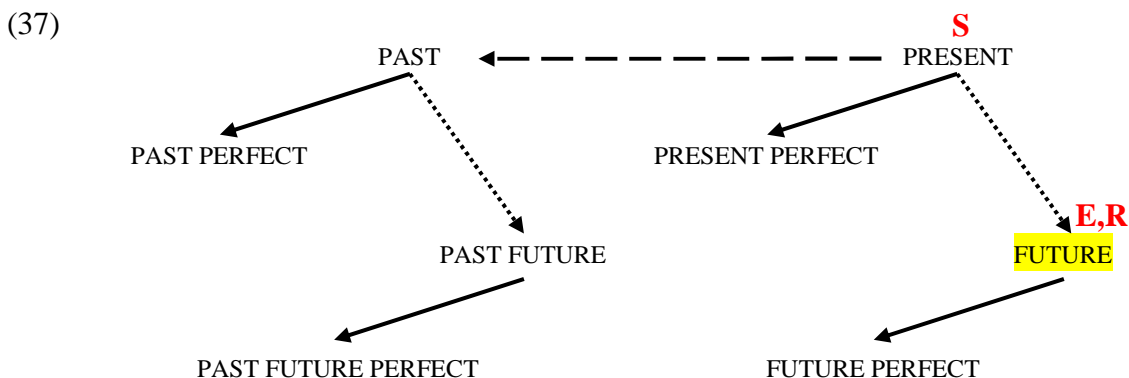 (37)
S
PAST PRESENT
PAST PERFECT PRESENT PERFECT
E,R
PAST FUTURE FUTURE
PAST FUTURE PERFECT FUTURE PERFECT